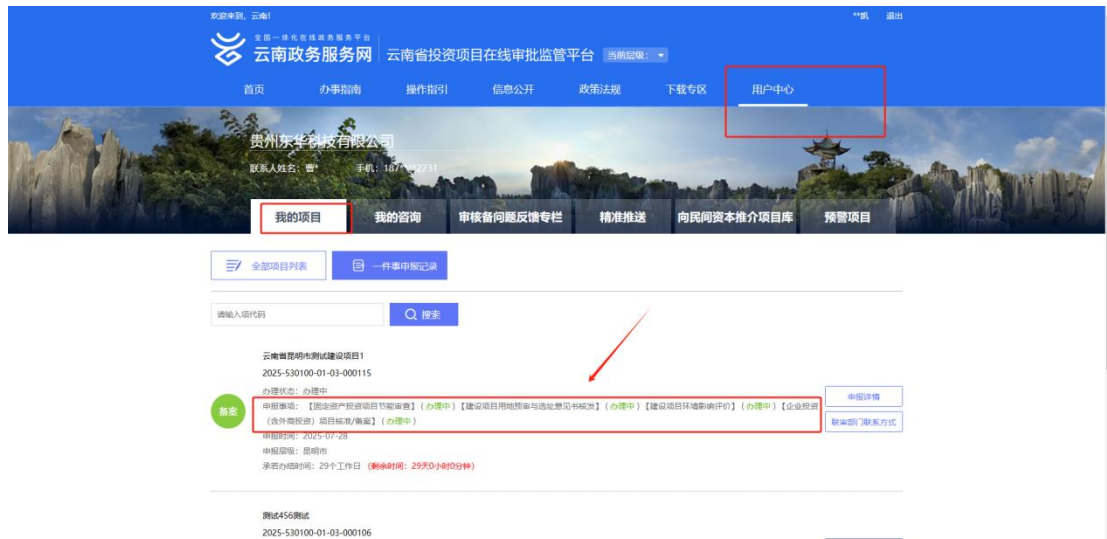 欢迎来到，云南!
**凯 退出
全国一体化在线政务服务平台
云南政务服务网 云南省投资项目在线审批监管平台 当前层级:
首页 办事指南 操作指引 信息公开 政策法规 下载专区 用户中心
贵州东华科技有限公司
联系人姓名: 曹* 手机: 187****2731
我的项目 我的咨询 审核备问题反馈专栏 精准推送 向民间资本推介项目库 预警项目
全部项目列表 一件事申报记录
请输入项代码 搜索
云南省昆明市测试建设项目1
2025-530100-01-03-000115
办理状态: 办理中
备案
申报事项: 【固定资产投资项目节能审查】(办理中)【建设项目用地预审与选址意见书核发】(办理中)【建设项目环境影响评价】(办理中)【企业投资
（含外商投资）项目核准/备案】(办理中)
申报时间: 2025-07-28
申报层级: 昆明市
承若办结时间: 29个工作日 (剩余时间: 29天0小时0分钟)
申报详情
联审部门联系方式
测试456测试
2025-530100-01-03-000106